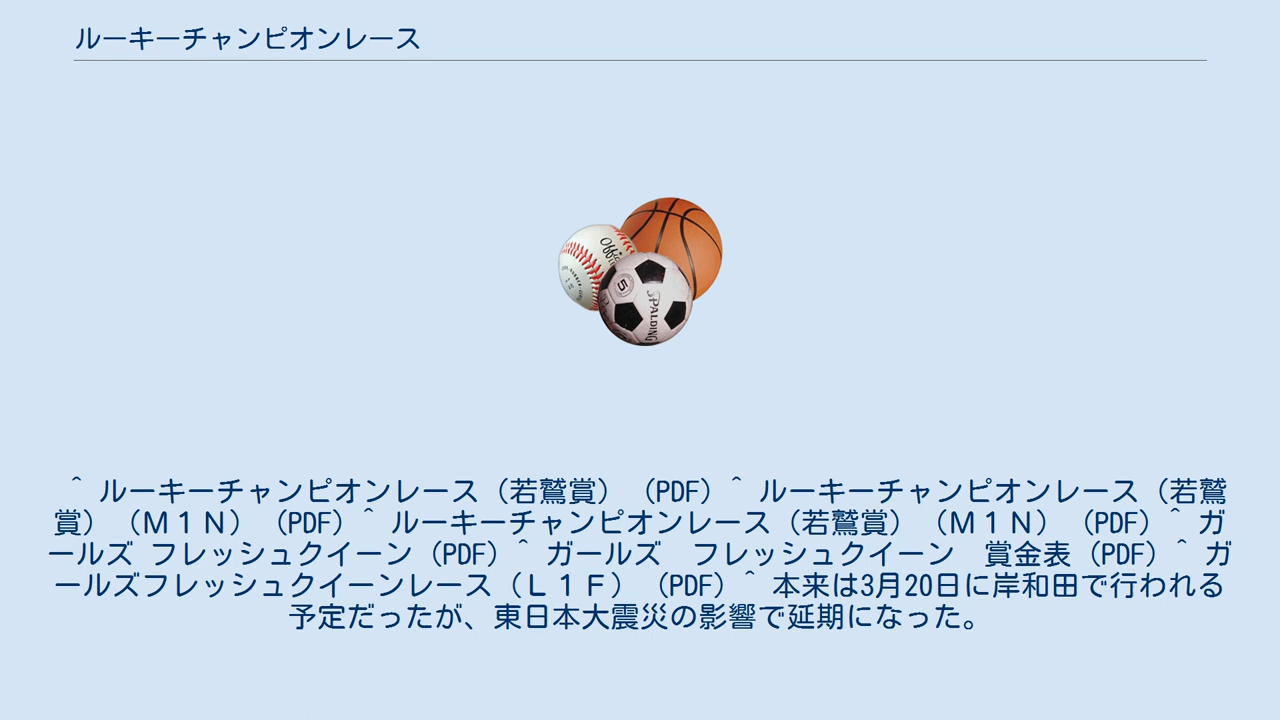 ルーキーチャンピオンレース
Offic
5
SPALDING
＾ ルーキーチャンピオンレース（若鷲賞）（PDF）＾ ルーキーチャンピオンレース（若鷲
賞）（Ｍ１Ｎ）（PDF）＾ ルーキーチャンピオンレース（若鷲賞）（Ｍ１Ｎ）（PDF）＾ ガ
ールズ フレッシュクイーン（PDF）＾ ガールズ　フレッシュクイーン　賞金表（PDF）＾ ガ
ールズフレッシュクイーンレース（Ｌ１Ｆ）（PDF）＾ 本来は3月20日に岸和田で行われる
予定だったが、東日本大震災の影響で延期になった。